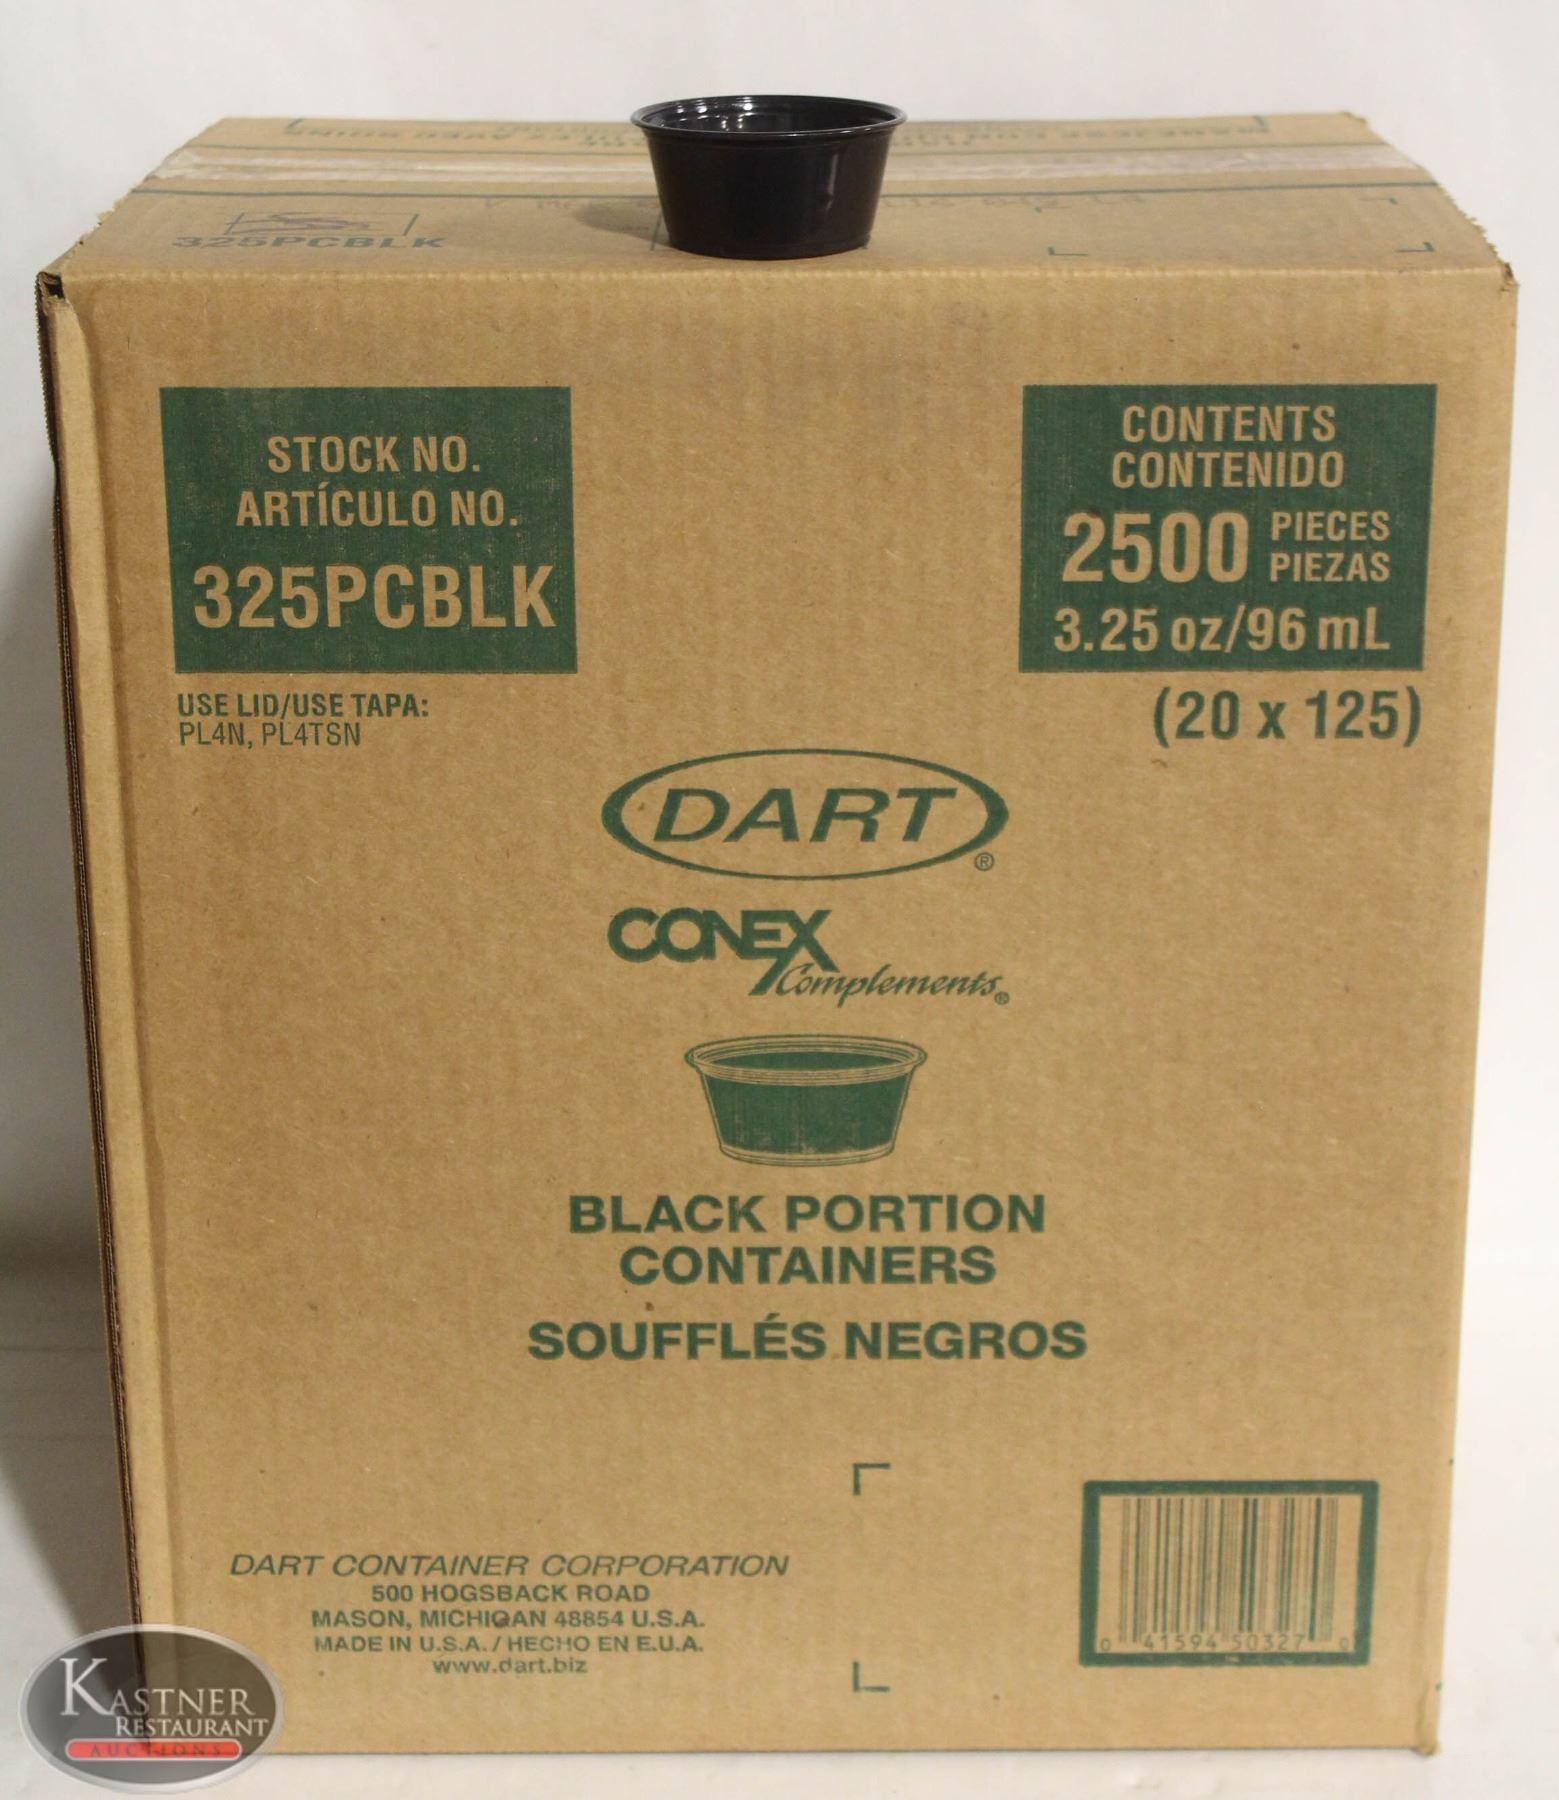 325PCBLK
STOCK NO.
ARTÍCULO NO.
325PCBLK
USE LID/USE TAPA:
PL4N, PL4TSN
CONTENTS
CONTENIDO
2500 PIECES
PIEZAS
3.25 oz/96 mL
(20 x 125)
DART®
CONEX
Complements®
BLACK PORTION
CONTAINERS
SOUFFLÉS NEGROS
DART CONTAINER CORPORATION
500 HOGSBACK ROAD
MASON, MICHIGAN 48854 U.S.A.
MADE IN U.S.A. / HECHO EN E.U.A.
www.dart.biz
0 41594 50327 0
KASTNER
RESTAURANT
AUCTIONS